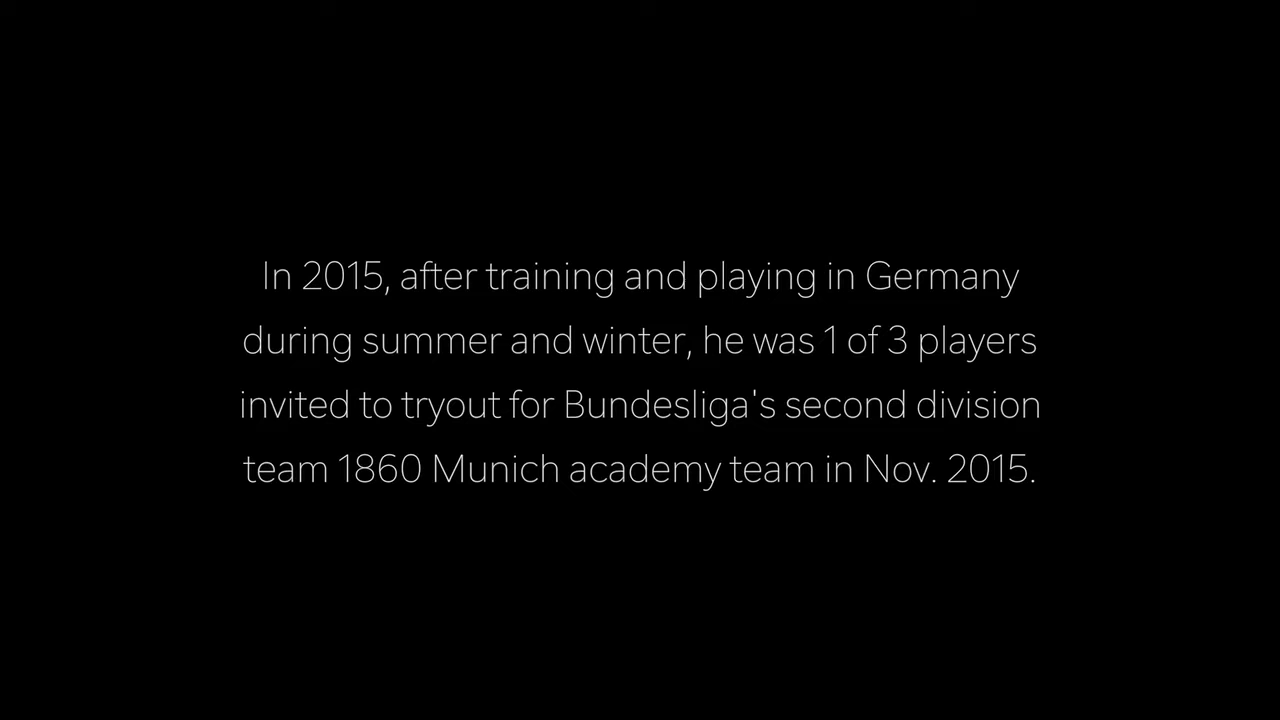 In 2015, after training and playing in Germany
during summer and winter, he was 1 of 3 players
invited to tryout for Bundesliga's second division
team 1860 Munich academy team in Nov. 2015.